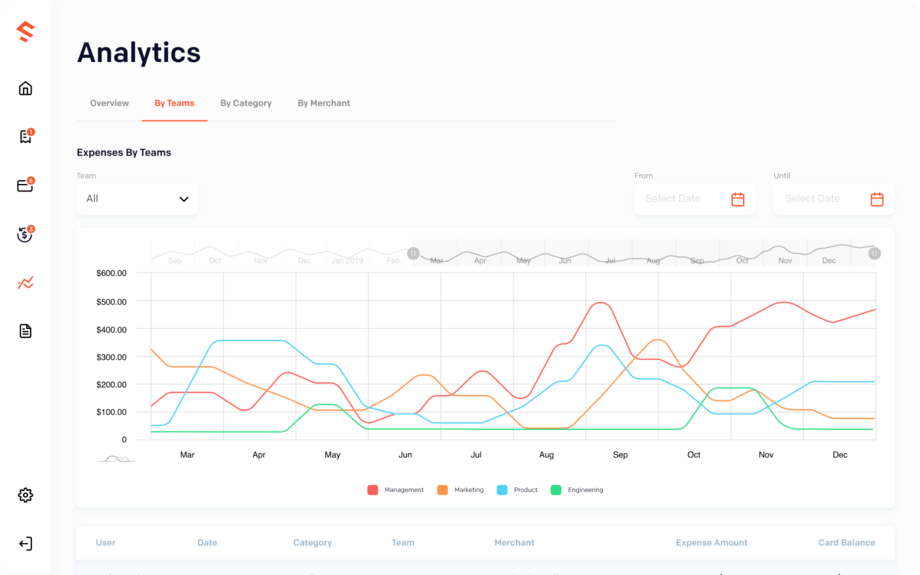 Analytics
Overview By Teams By Category By Merchant
1
Expenses By Teams
6
Team From Until
All Select Date Select Date
3
Sep Oct Nov Dec Jan 2019 Feb Mar Apr May Jun Jul Aug Sep Oct Nov Dec
$600.00
$500.00
$400.00
$300.00
$200.00
$100.00
0
Mar Apr May Jun Jul Aug Sep Oct Nov Dec
Management Marketing Product Engineering
User Date Category Team Merchant Expense Amount Card Balance